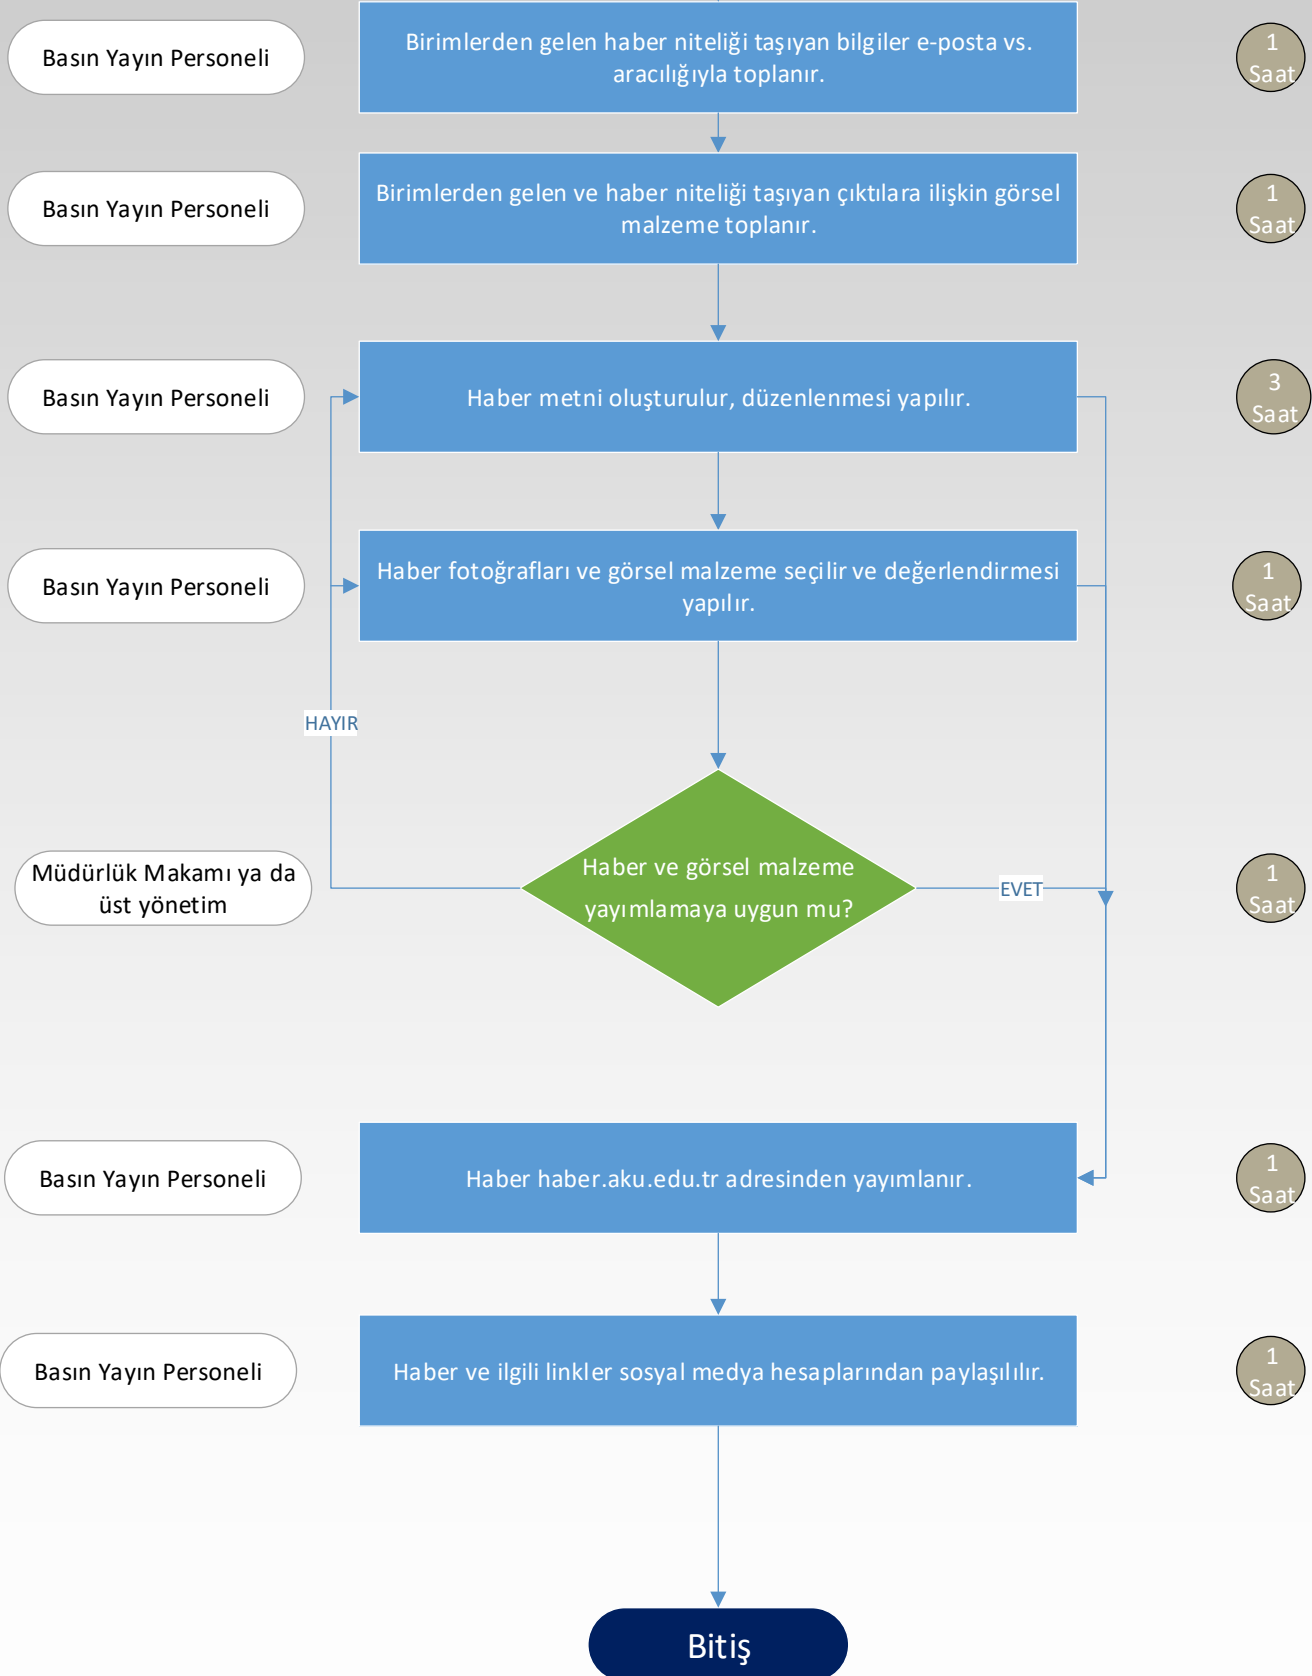 Basın Yayın Personeli
Birimlerden gelen haber niteliği taşıyan bilgiler e-posta vs.
aracılığıyla toplanır.
1
Saat
Basın Yayın Personeli
Birimlerden gelen ve haber niteliği taşıyan çıktılara ilişkin görsel
malzeme toplanır.
1
Saat
Basın Yayın Personeli
Haber metni oluşturulur, düzenlenmesi yapılır.
3
Saat
Basın Yayın Personeli
Haber fotoğrafları ve görsel malzeme seçilir ve değerlendirmesi
yapılır.
1
Saat
HAYIR
Müdürlük Makamı ya da
üst yönetim
Haber ve görsel malzeme
yayımlamaya uygun mu?
EVET
1
Saat
Basın Yayın Personeli
Haber haber.aku.edu.tr adresinden yayımlanır.
1
Saat
Basın Yayın Personeli
Haber ve ilgili linkler sosyal medya hesaplarından paylaşılılır.
1
Saat
Bitiş